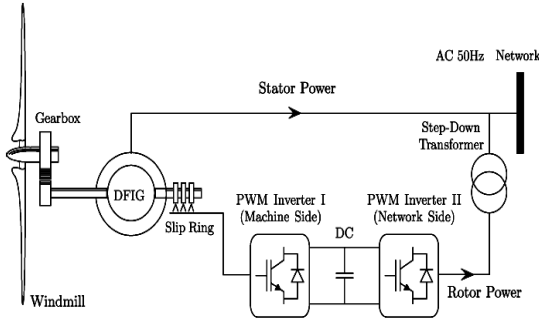 AC 50Hz Network
Stator Power
Gearbox
Step-Down
Transformer
DFIG
PWM Inverter I
(Machine Side)
PWM Inverter II
(Network Side)
Slip Ring
DC
Rotor Power
Windmill